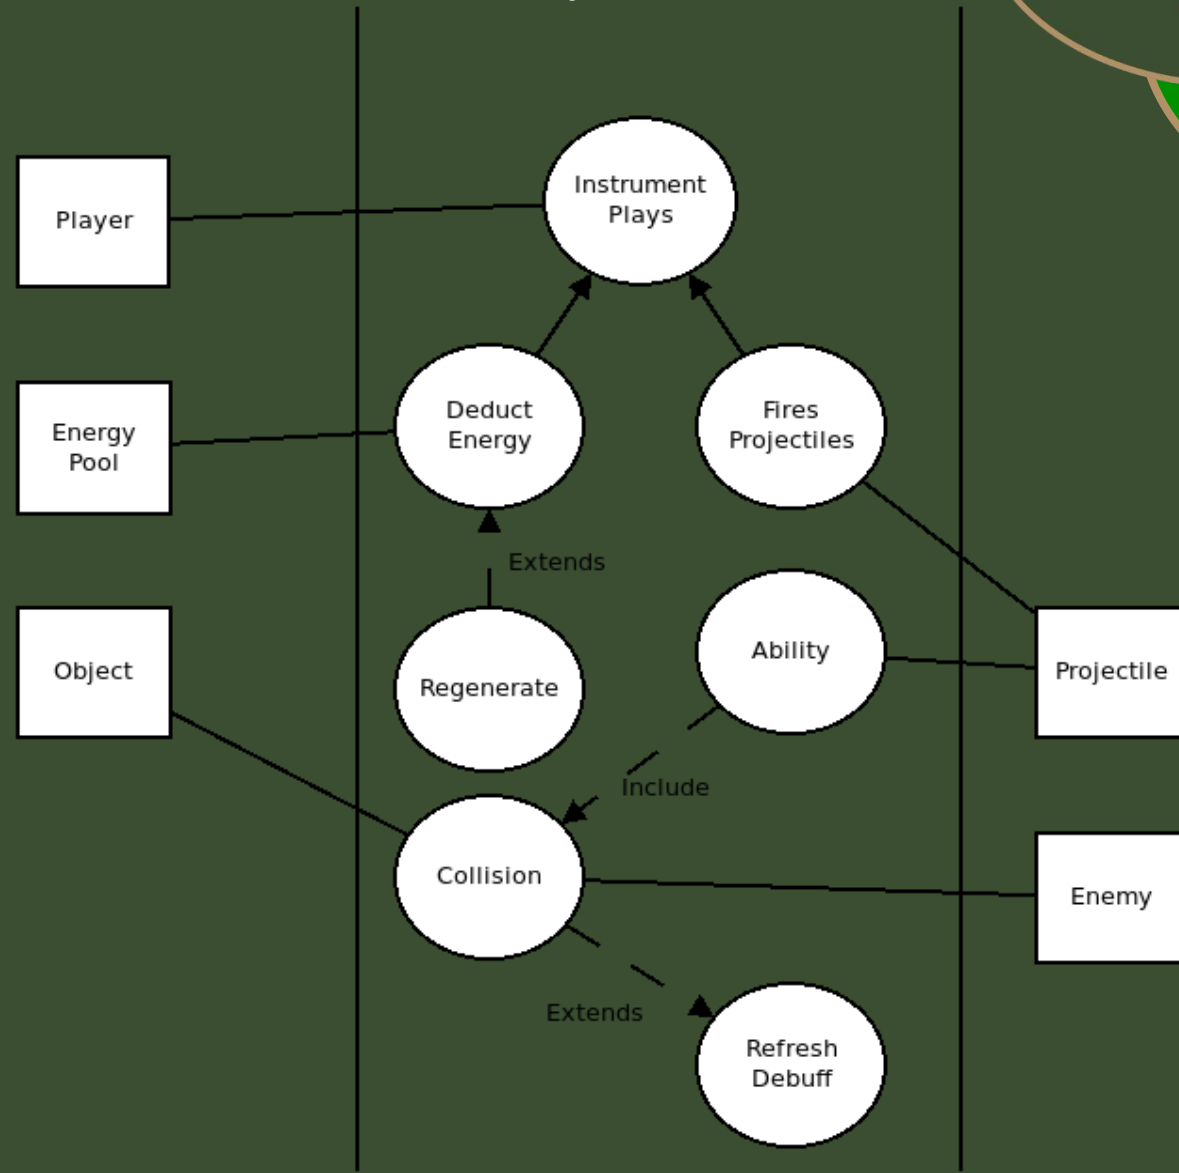 Instrument
Plays
Player
Deduct
Energy
Fires
Projectiles
Energy
Pool
Extends
Ability
Object
Projectile
Regenerate
Include
Collision
Enemy
Extends
Refresh
Debuff